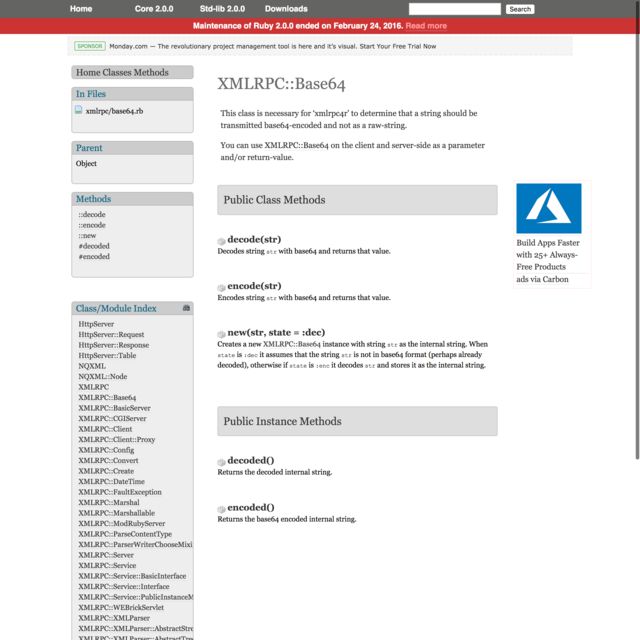 Home Core 2.0.0 Std-lib 2.0.0 Downloads Search
Maintenance of Ruby 2.0.0 ended on February 24, 2016. Read more
SPONSOR Monday.com — The revolutionary project management tool is here and it's visual. Start Your Free Trial Now
Home Classes Methods
In Files
xmlrpc/base64.rb
Parent
Object
Methods
::decode
::encode
::new
#decoded
#encoded
Class/Module Index
HttpServer
HttpServer::Request
HttpServer::Response
HttpServer::Table
NQXML
NQXML::Node
XMLRPC
XMLRPC::Base64
XMLRPC::BasicServer
XMLRPC::CGIServer
XMLRPC::Client
XMLRPC::Client::Proxy
XMLRPC::Config
XMLRPC::Convert
XMLRPC::Create
XMLRPC::DateTime
XMLRPC::FaultException
XMLRPC::Marshal
XMLRPC::Marshallable
XMLRPC::ModRubyServer
XMLRPC::ParseContentType
XMLRPC::ParserWriterChooseMixi
XMLRPC::Server
XMLRPC::Service
XMLRPC::Service::BasicInterface
XMLRPC::Service::Interface
XMLRPC::Service::PublicInstanceM
XMLRPC::WEBrickServlet
XMLRPC::XMLParser
XMLRPC::XMLParser::AbstractStre
XMLRPC::XMLParser::AbstractTree
XMLRPC::Base64
This class is necessary for 'xmlrpc4r' to determine that a string should be
transmitted base64-encoded and not as a raw-string.
You can use XMLRPC::Base64 on the client and server-side as a parameter
and/or return-value.
Public Class Methods
decode(str)
Decodes string str with base64 and returns that value.
encode(str)
Encodes string str with base64 and returns that value.
new(str, state = :dec)
Creates a new XMLRPC::Base64 instance with string str as the internal string. When
state is :dec it assumes that the string str is not in base64 format (perhaps already
decoded), otherwise if state is :enc it decodes str and stores it as the internal string.
Public Instance Methods
decoded()
Returns the decoded internal string.
encoded()
Returns the base64 encoded internal string.
Build Apps Faster
with 25+ Always-
Free Products
ads via Carbon